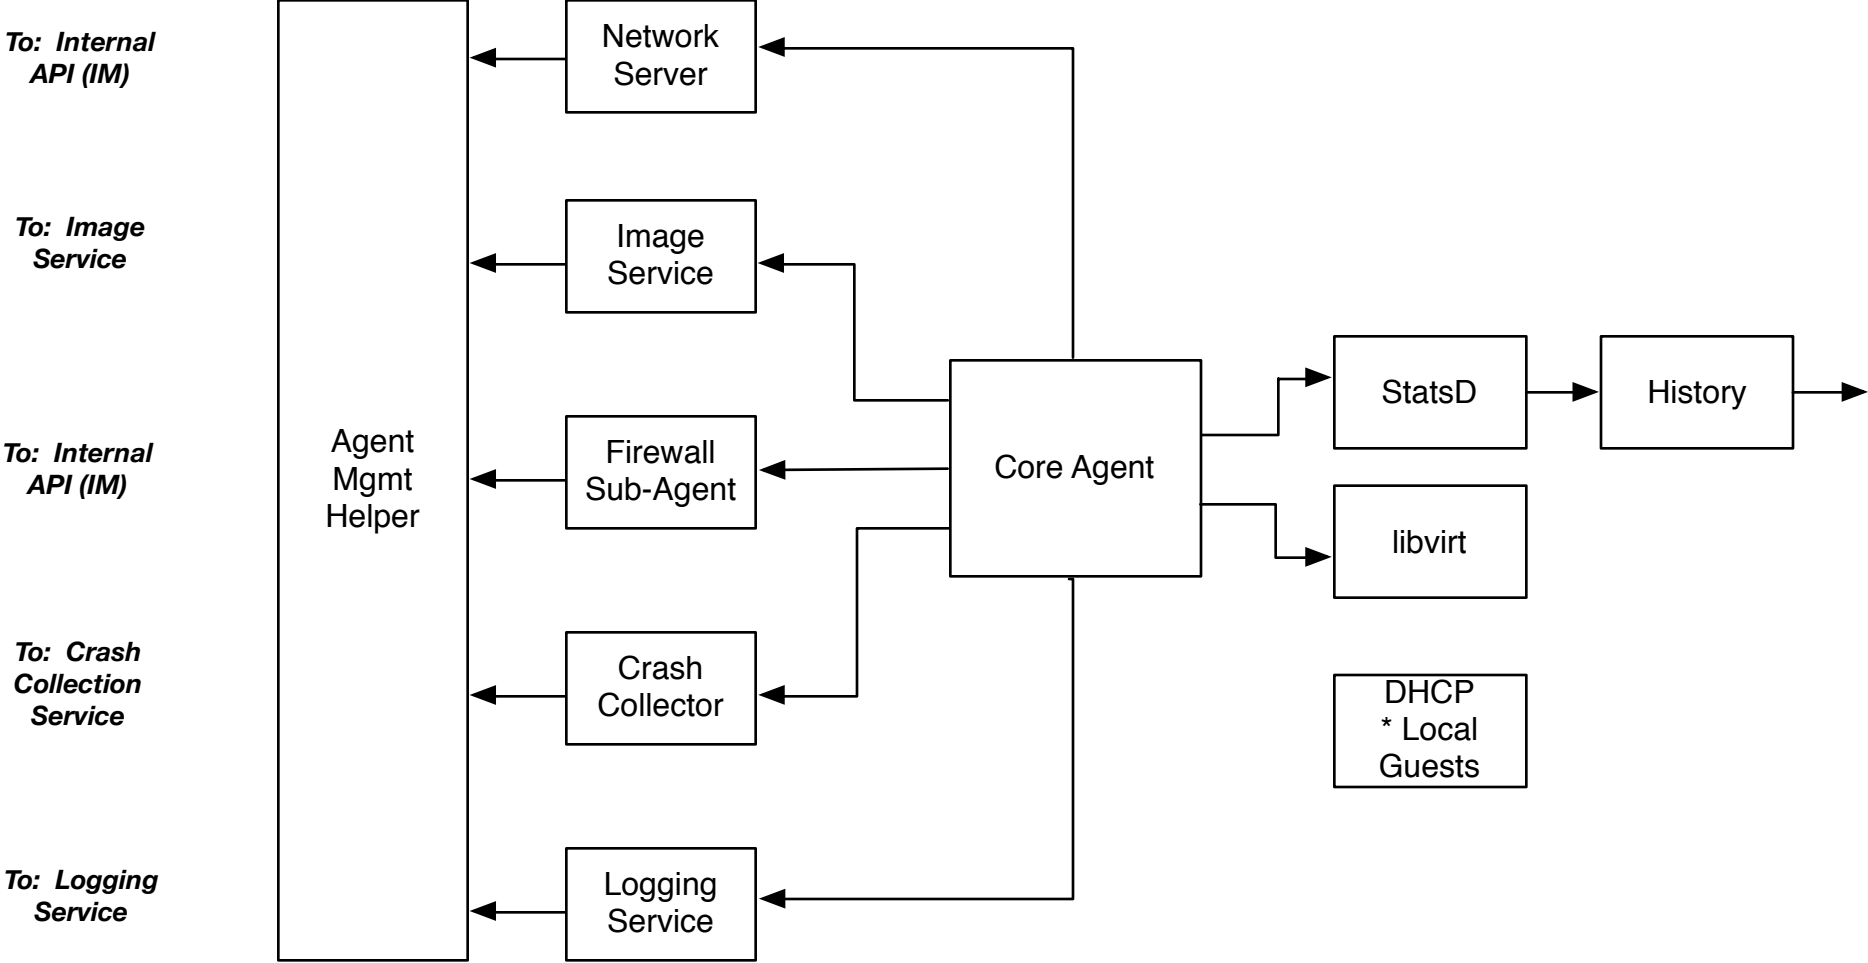 To: Internal
API (IM)
To: Image
Service
To: Internal
API (IM)
To: Crash
Collection
Service
To: Logging
Service
Agent
Mgmt
Helper
Network
Server
Image
Service
Firewall
Sub-Agent
Crash
Collector
Logging
Service
Core Agent
StatsD
History
libvirt
DHCP
* Local
Guests